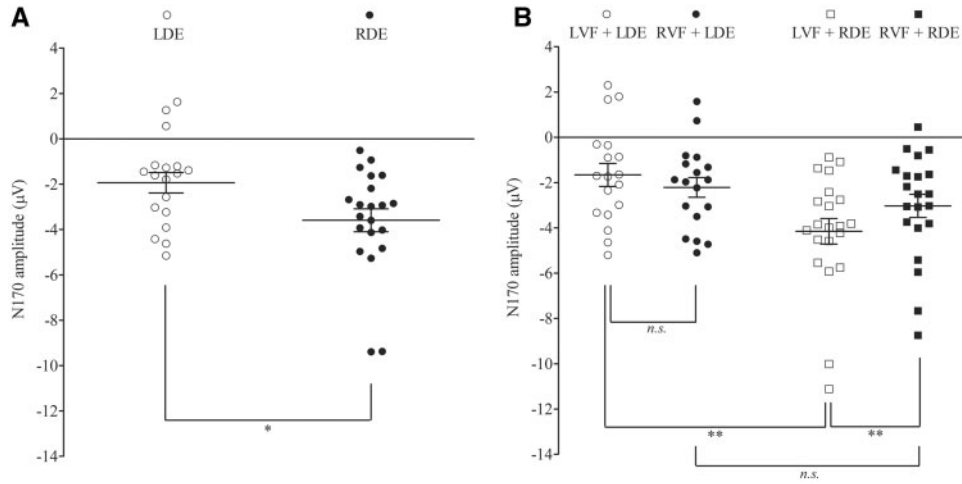 A
LDE
RDE
4
2
0
-2
-4
-6
-8
-10
-12
-14
N170 amplitude (µV)
*
B
LVF + LDE
RVF + LDE
LVF + RDE
RVF + RDE
4
2
0
-2
-4
-6
-8
-10
-12
-14
N170 amplitude (µV)
n.s.
**
**
n.s.